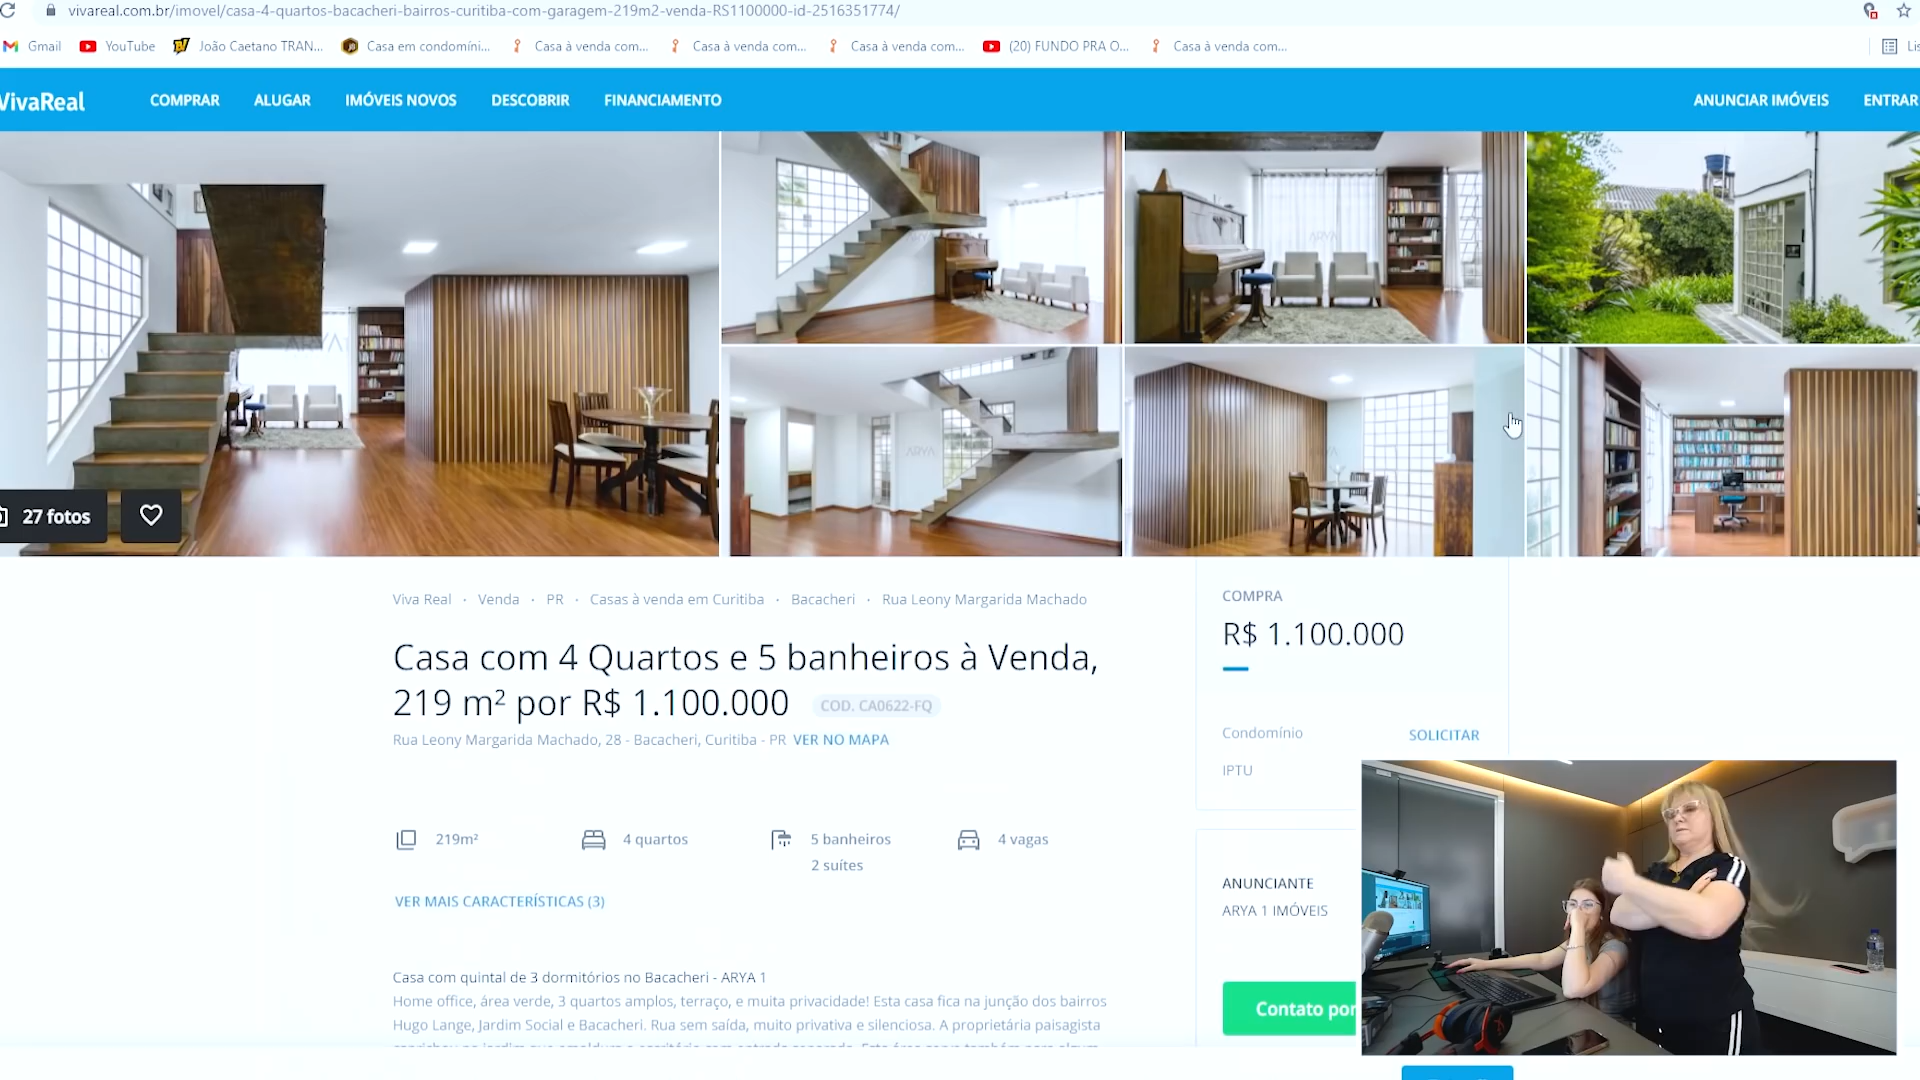 vivareal.com.br/imovel/casa-4-quartos-bacacheri-bairros-curitiba-com-garagem-219m2-venda-RS1100000-id-2516351774/
Gmail
YouTube
João Caetano TRAN...
Casa em condomíni...
Casa à venda com...
Casa à venda com...
Casa à venda com...
(20) FUNDO PRA O...
Casa à venda com...
VivaReal
COMPRAR
ALUGAR
IMÓVEIS NOVOS
DESCOBRIR
FINANCIAMENTO
ANUNCIAR IMÓVEIS
ENTRAR
27 fotos
ARYA
ARYA
ARYA
Viva Real · Venda · PR · Casas à venda em Curitiba · Bacacheri · Rua Leony Margarida Machado
Casa com 4 Quartos e 5 banheiros à Venda,
219 m² por R$ 1.100.000 COD. CA0622-FQ
Rua Leony Margarida Machado, 28 - Bacacheri, Curitiba - PR VER NO MAPA
219m²
4 quartos
5 banheiros
2 suítes
4 vagas
VER MAIS CARACTERÍSTICAS (3)
Casa com quintal de 3 dormitórios no Bacacheri - ARYA 1
Home office, área verde, 3 quartos amplos, terraço, e muita privacidade! Esta casa fica na junção dos bairros
Hugo Lange, Jardim Social e Bacacheri. Rua sem saída, muito privativa e silenciosa. A proprietária paisagista
COMPRA
R$ 1.100.000
Condomínio
SOLICITAR
IPTU
ANUNCIANTE
ARYA 1 IMÓVEIS
Contato por